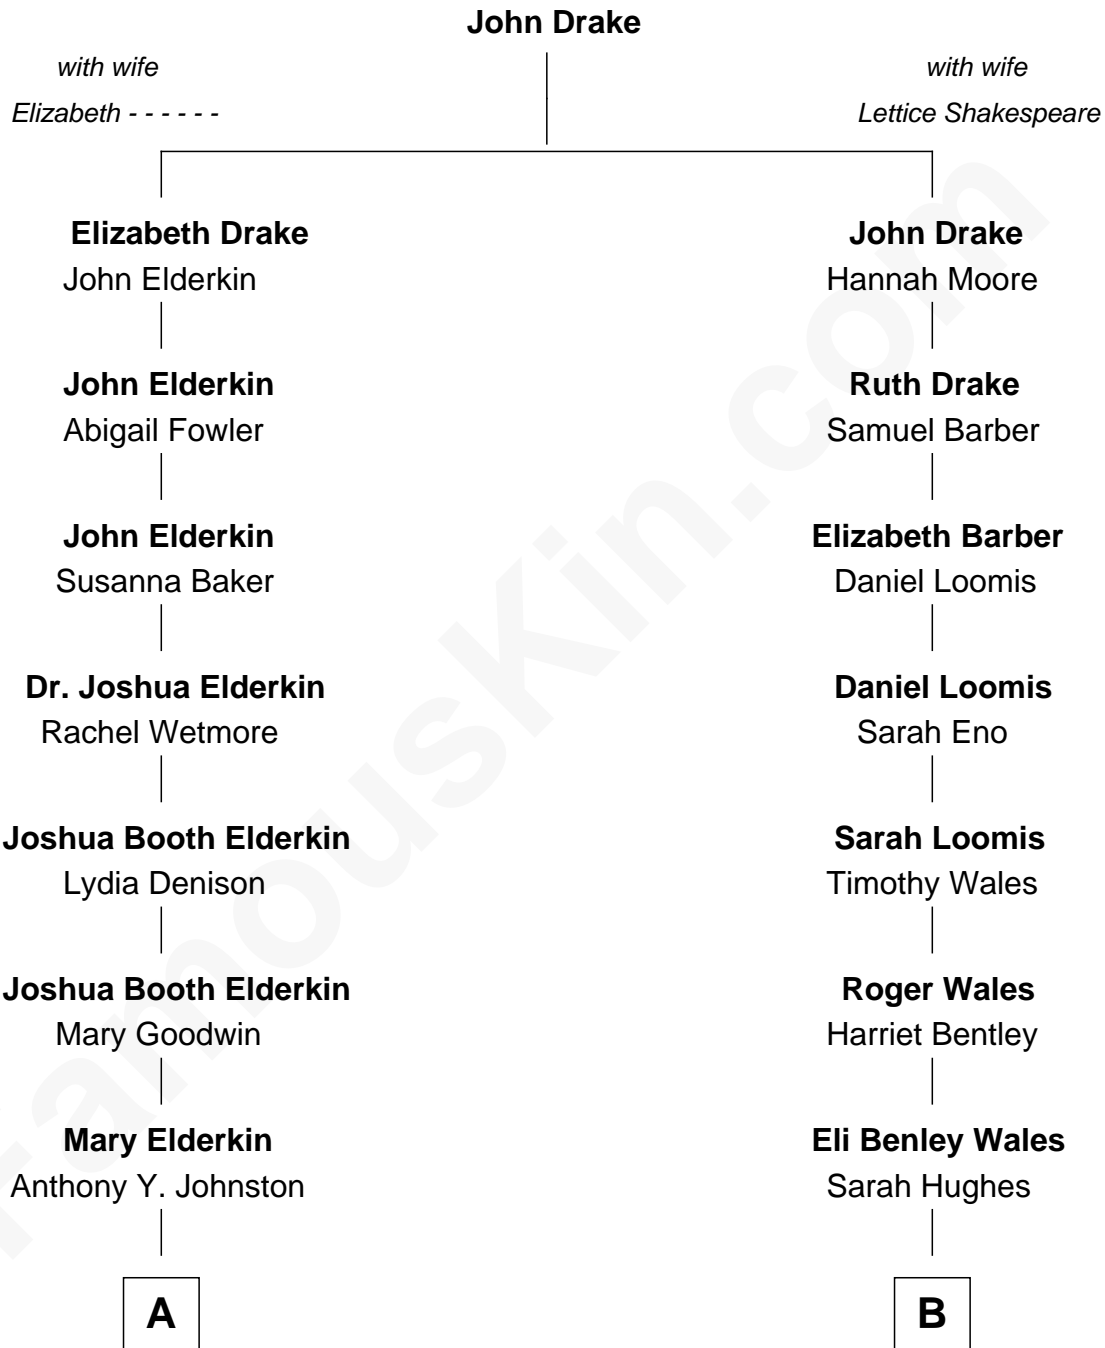 John Drake
with wife
Elizabeth - - - - - -
with wife
Lettice Shakespeare
Elizabeth Drake
John Elderkin
John Elderkin
Abigail Fowler
John Elderkin
Susanna Baker
Dr. Joshua Elderkin
Rachel Wetmore
Joshua Booth Elderkin
Lydia Denison
Joshua Booth Elderkin
Mary Goodwin
Mary Elderkin
Anthony Y. Johnston
A
John Drake
Hannah Moore
Ruth Drake
Samuel Barber
Elizabeth Barber
Daniel Loomis
Daniel Loomis
Sarah Eno
Sarah Loomis
Timothy Wales
Roger Wales
Harriet Bentley
Eli Benley Wales
Sarah Hughes
B
FamousKin.com